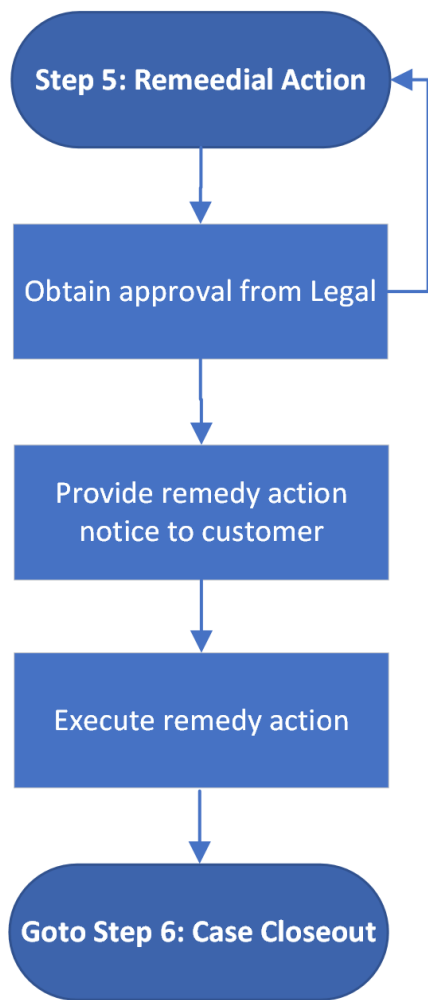 Step 5: Remeedial Action
Obtain approval from Legal
Provide remedy action
notice to customer
Execute remedy action
Goto Step 6: Case Closeout